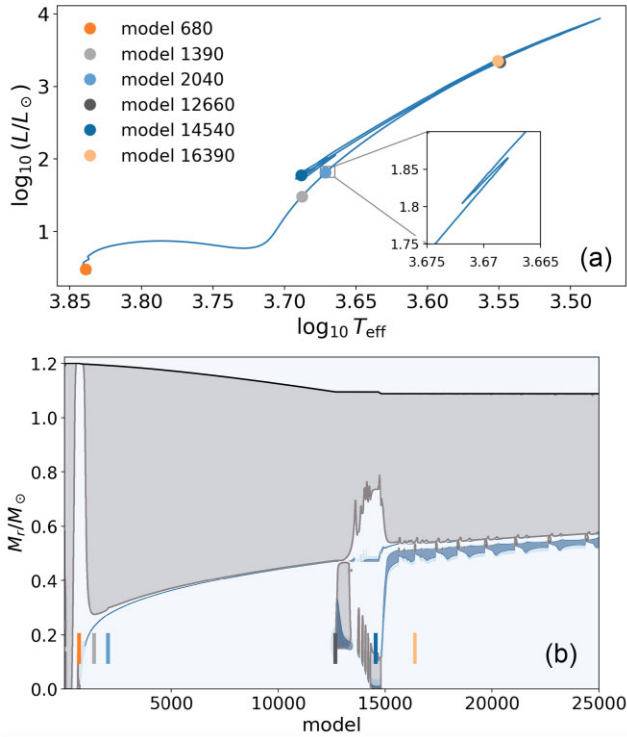 4
3
2
1
log₁₀(L/L⊙)
model 680
model 1390
model 2040
model 12660
model 14540
model 16390
1.85
1.8
1.75
3.675 3.67 3.665
(a)
3.85 3.80 3.75 3.70 3.65 3.60 3.55 3.50
log₁₀ Teff
1.2
1.0
0.8
0.6
0.4
0.2
0.0
Mr/M⊙
(b)
5000 10000 15000 20000 25000
model